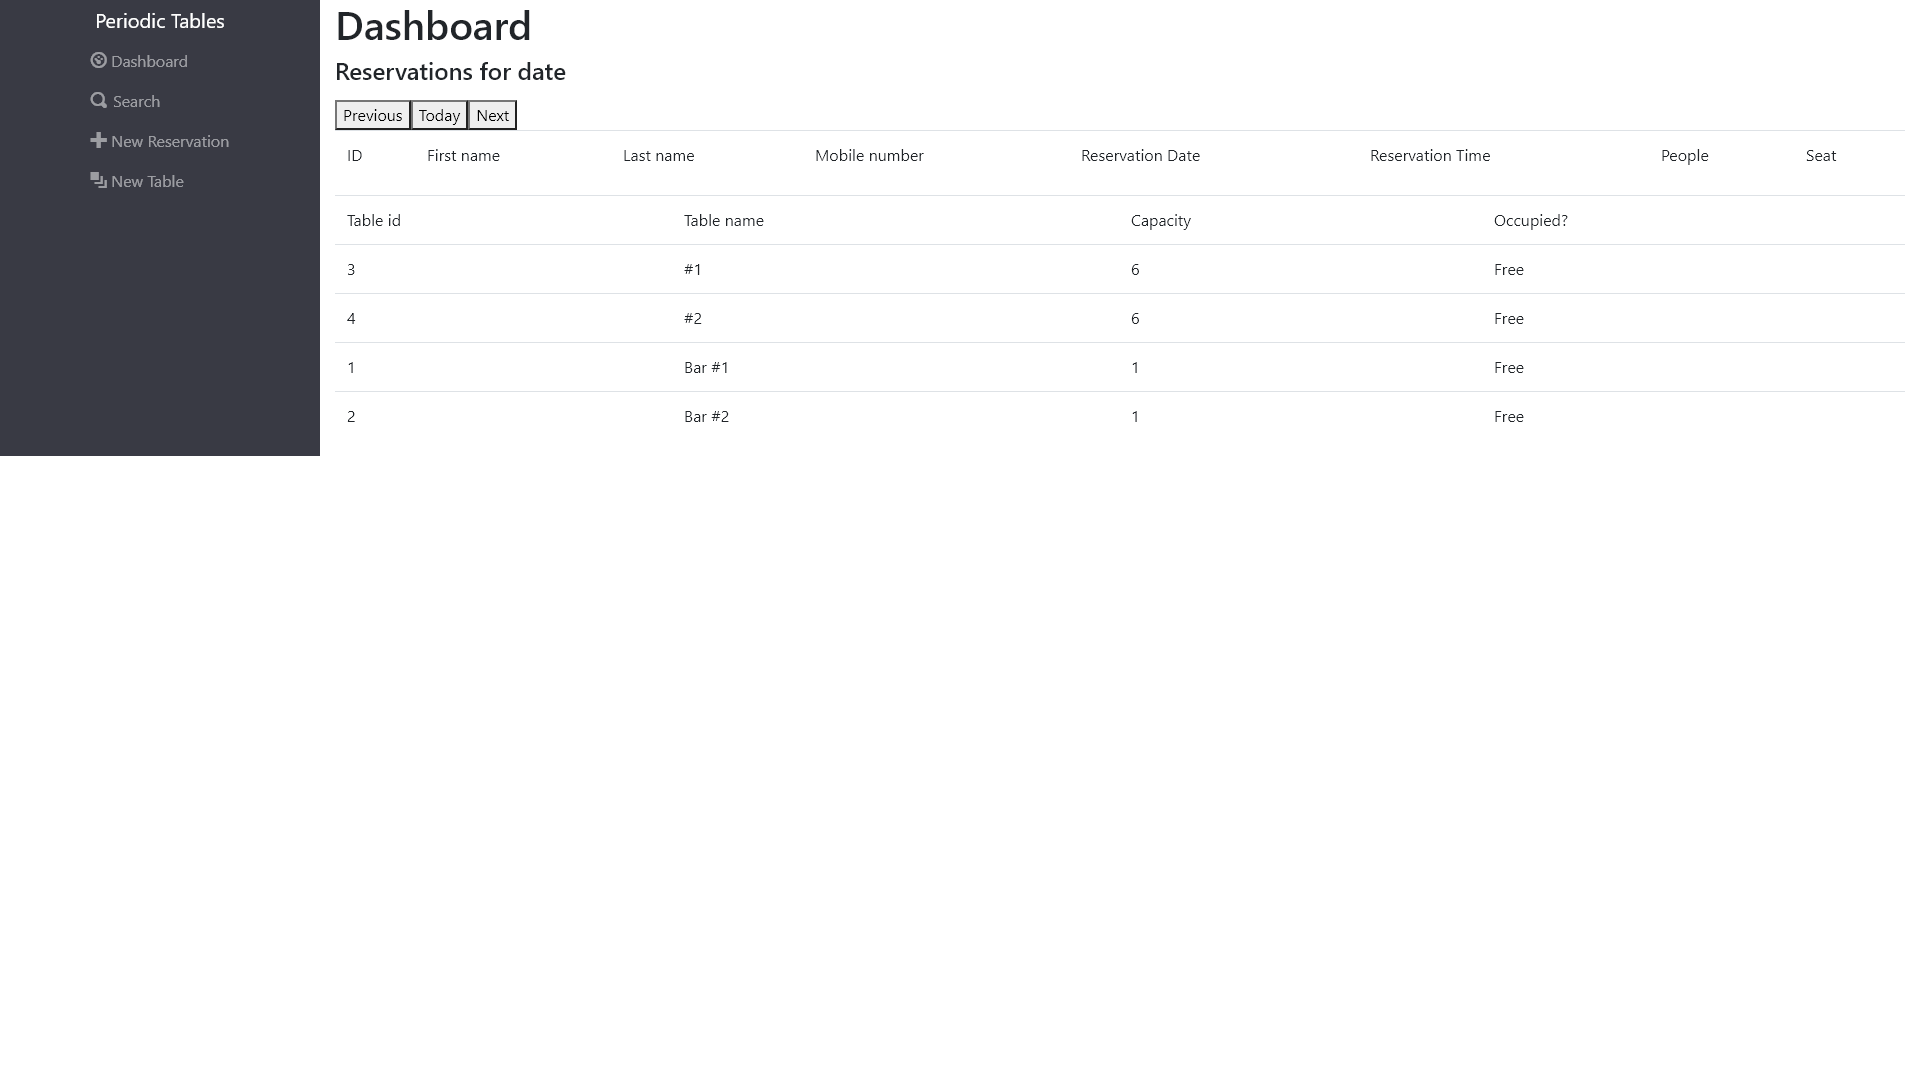 Periodic Tables
Dashboard
Search
New Reservation
New Table
Dashboard
Reservations for date
Previous Today Next
ID First name Last name Mobile number Reservation Date Reservation Time People Seat
Table id Table name Capacity Occupied?
3 #1 6 Free
4 #2 6 Free
1 Bar #1 1 Free
2 Bar #2 1 Free